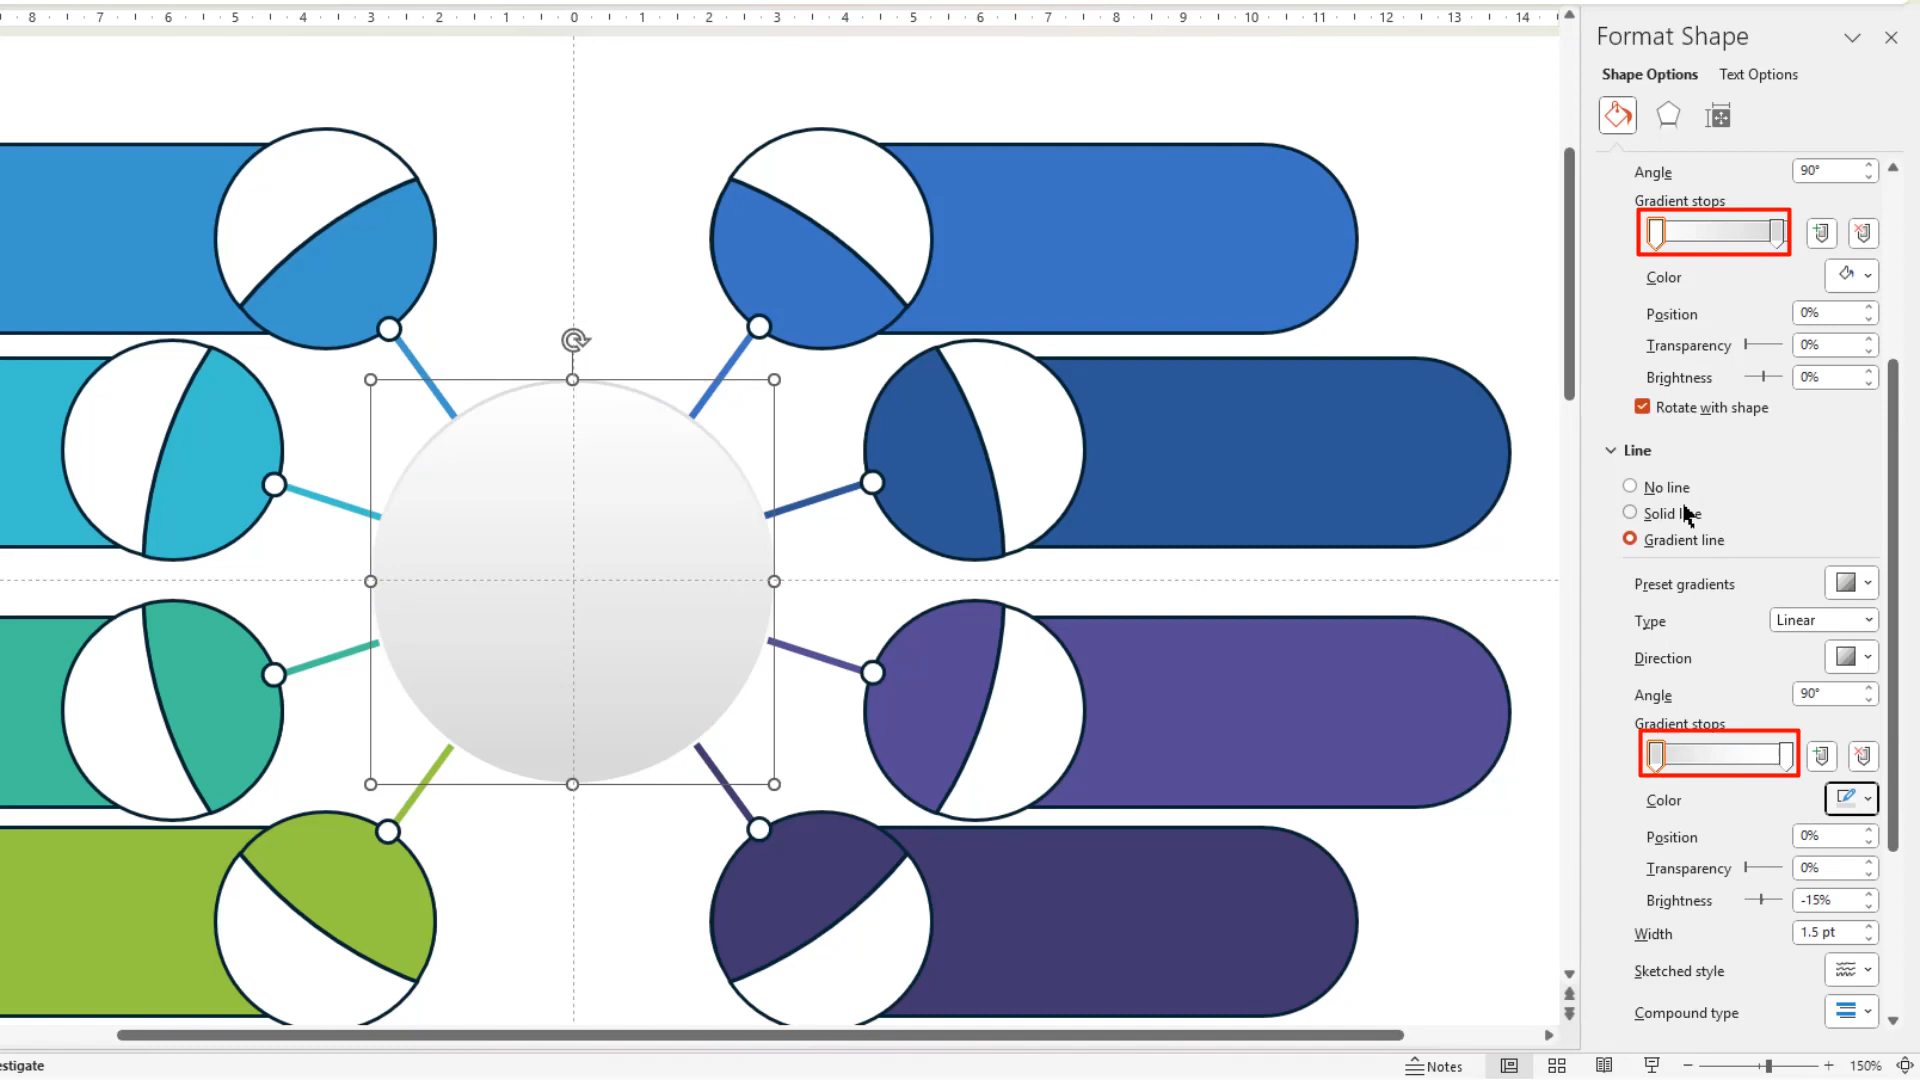 8 7 6 5 4 3 2 1 0 1 2 3 4 5 6 7 8 9 10 11 12 13 14
Format Shape
Shape Options Text Options
Angle 90°
Gradient stops
Color
Position 0%
Transparency 0%
Brightness 0%
Rotate with shape
Line
No line
Solid line
Gradient line
Preset gradients
Type Linear
Direction
Angle 90°
Gradient stops
Color
Position 0%
Transparency 0%
Brightness -15%
Width 1.5 pt
Sketched style
Compound type
estigate
Notes
150%